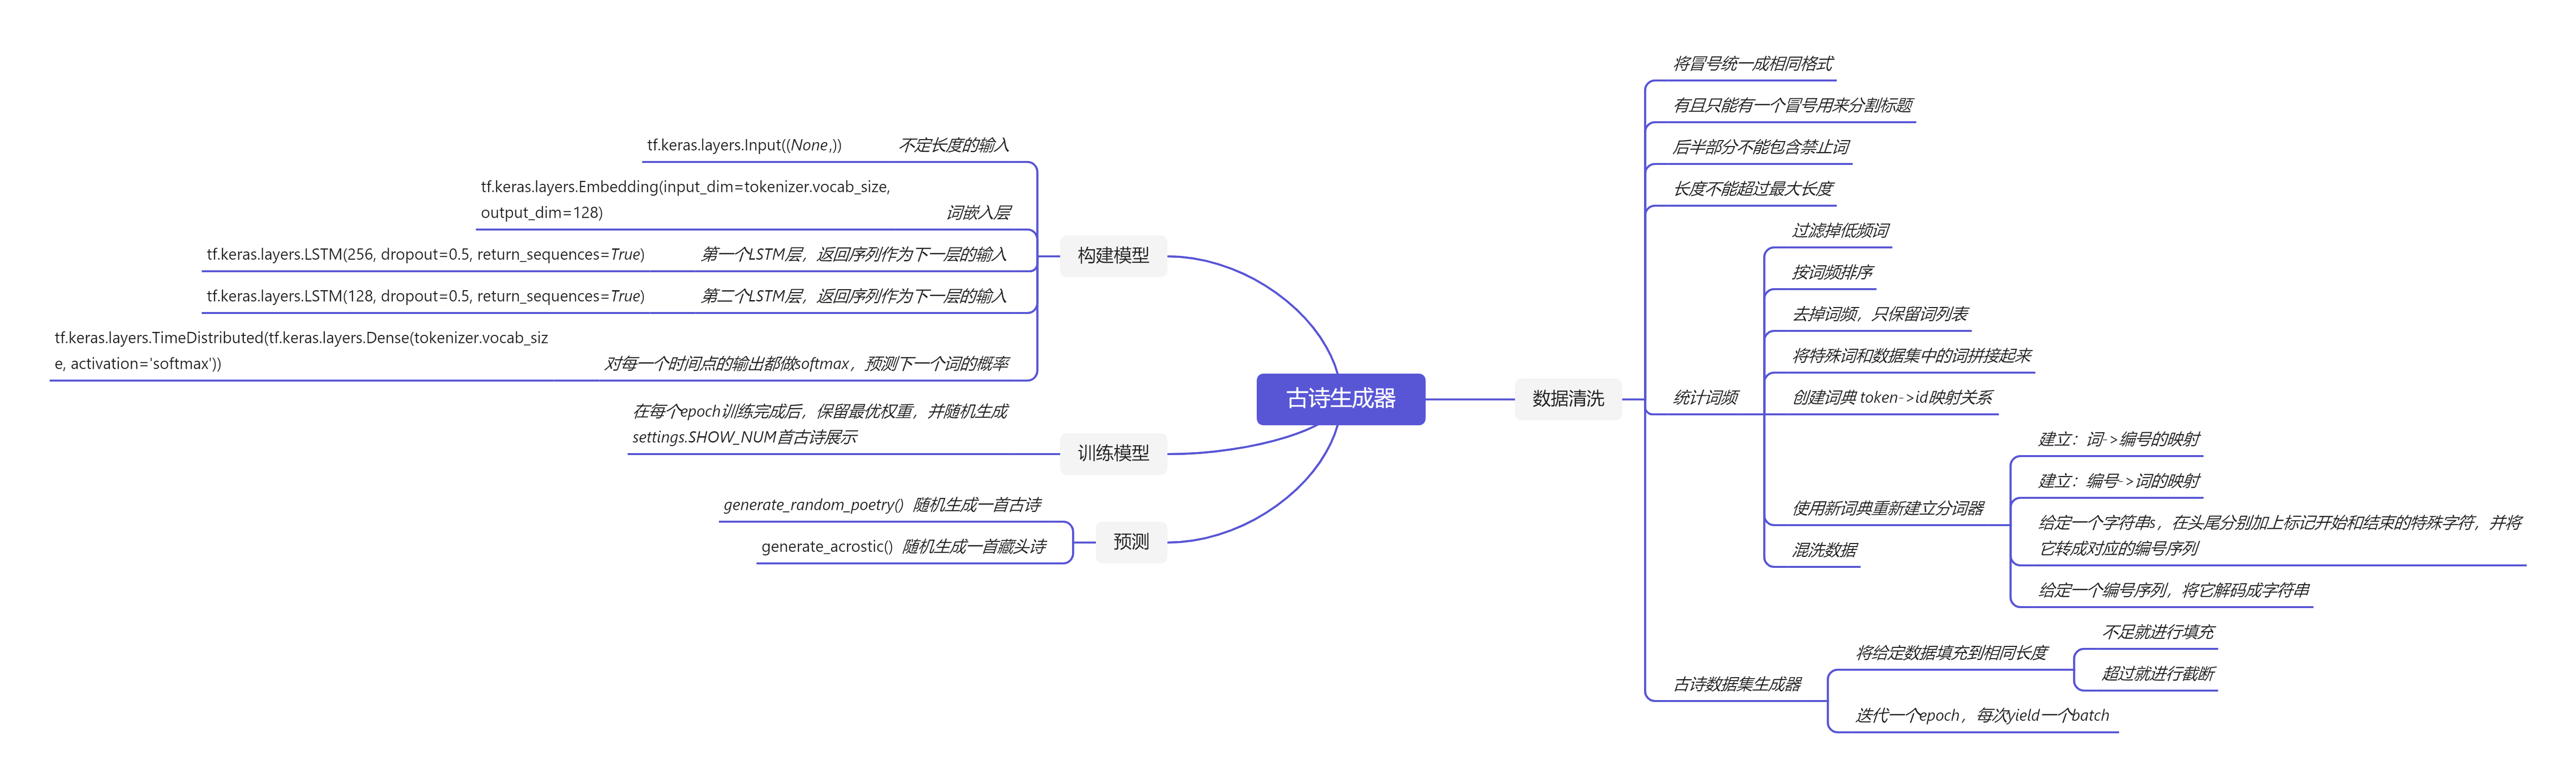 古诗生成器
数据清洗
将冒号统一成相同格式
有且只能有一个冒号用来分割标题
后半部分不能包含禁止词
长度不能超过最大长度
统计词频
过滤掉低频词
按词频排序
去掉词频，只保留词列表
将特殊词和数据集中的词拼接起来
创建词典 token->id映射关系
使用新词典重新建立分词器
建立：词->编号的映射
建立：编号->词的映射
给定一个字符串s，在头尾分别加上标记开始和结束的特殊字符，并将
它转成对应的编号序列
给定一个编号序列，将它解码成字符串
混洗数据
古诗数据集生成器
将给定数据填充到相同长度
不足就进行填充
超过就进行截断
迭代一个epoch，每次yield一个batch
构建模型
tf.keras.layers.Input((None,)) 不定长度的输入
tf.keras.layers.Embedding(input_dim=tokenizer.vocab_size,
output_dim=128) 词嵌入层
tf.keras.layers.LSTM(256, dropout=0.5, return_sequences=True) 第一个LSTM层，返回序列作为下一层的输入
tf.keras.layers.LSTM(128, dropout=0.5, return_sequences=True) 第二个LSTM层，返回序列作为下一层的输入
tf.keras.layers.TimeDistributed(tf.keras.layers.Dense(tokenizer.vocab_siz
e, activation='softmax')) 对每一个时间点的输出都做softmax，预测下一个词的概率
训练模型
在每个epoch训练完成后，保留最优权重，并随机生成
settings.SHOW_NUM首古诗展示
预测
generate_random_poetry() 随机生成一首古诗
generate_acrostic() 随机生成一首藏头诗